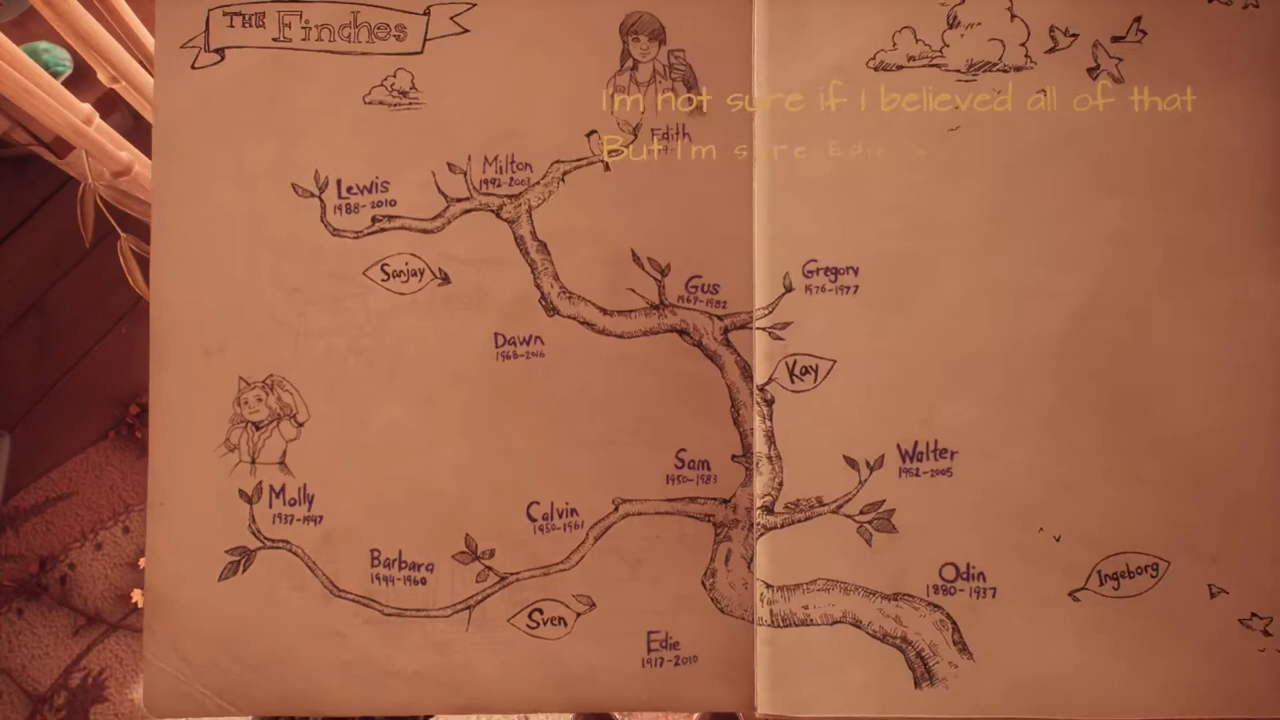 THE Finches
I'm not sure if I believed all of that
Edith
But I'm sure Edie
Milton
1992-2003
Lewis
1988-2010
Sanjay
Gregory
1976-1977
Gus
1969-1982
Dawn
1968-2016
Kay
Sam
1950-1983
Walter
1952-2005
Molly
1937-1947
Calvin
1950-1961
Barbara
1944-1960
Odin
1880-1937
Ingeborg
Sven
Edie
1917-2010